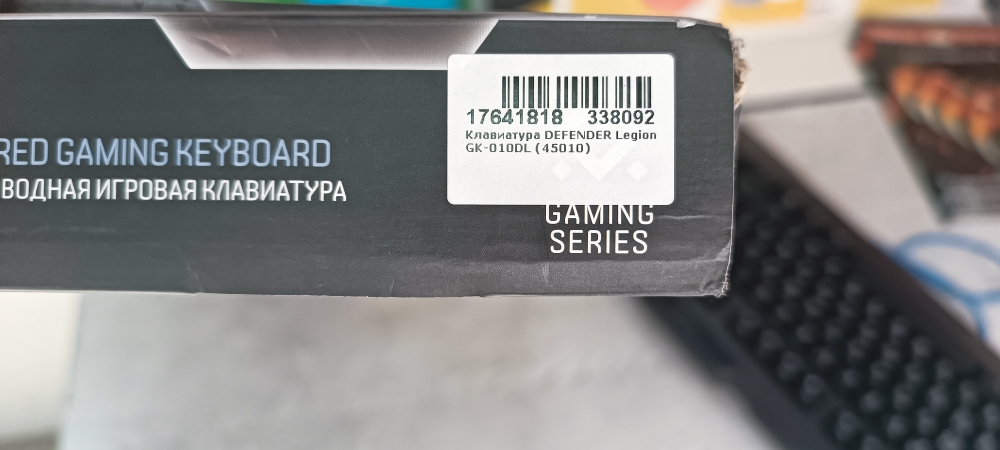 RED GAMING KEYBOARD
ВОДНАЯ ИГРОВАЯ КЛАВИАТУРА
17641818 338092
Клавиатура DEFENDER Legion
GK-010DL (45010)
GAMING
SERIES